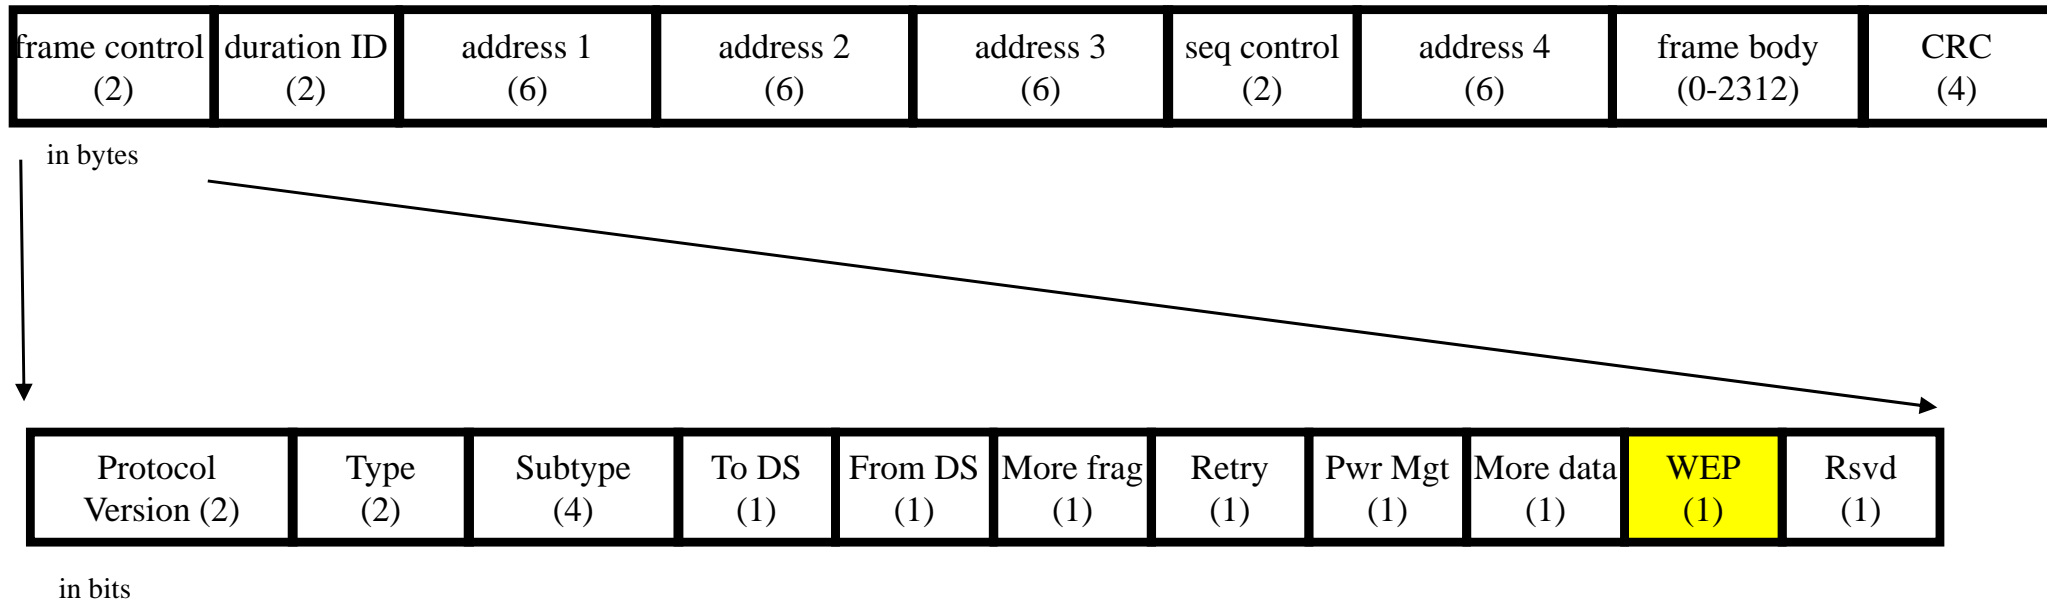 frame control duration ID address 1 address 2 address 3 seq control address 4 frame body CRC
(2) (2) (6) (6) (6) (2) (6) (0-2312) (4)
in bytes
Protocol Type Subtype To DS From DS More frag Retry Pwr Mgt More data WEP Rsvd
Version (2) (2) (4) (1) (1) (1) (1) (1) (1) (1) (1)
in bits